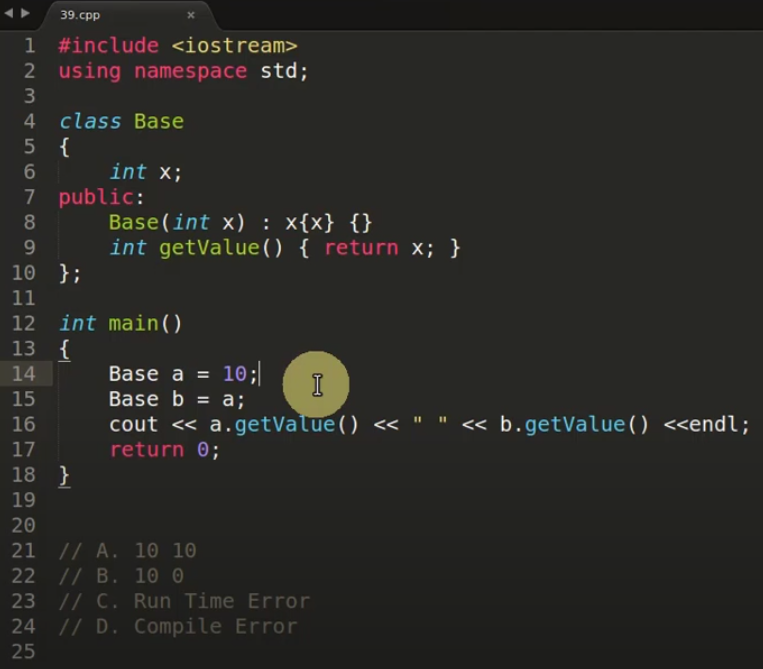 39.cpp ×
1 #include <iostream>
2 using namespace std;
3
4 class Base
5 {
6     int x;
7 public:
8     Base(int x) : x{x} {}
9     int getValue() { return x; }
10 };
11
12 int main()
13 {
14     Base a = 10;
15     Base b = a;
16     cout << a.getValue() << " " << b.getValue() <<endl;
17     return 0;
18 }
19
20
21 // A. 10 10
22 // B. 10 0
23 // C. Run Time Error
24 // D. Compile Error
25